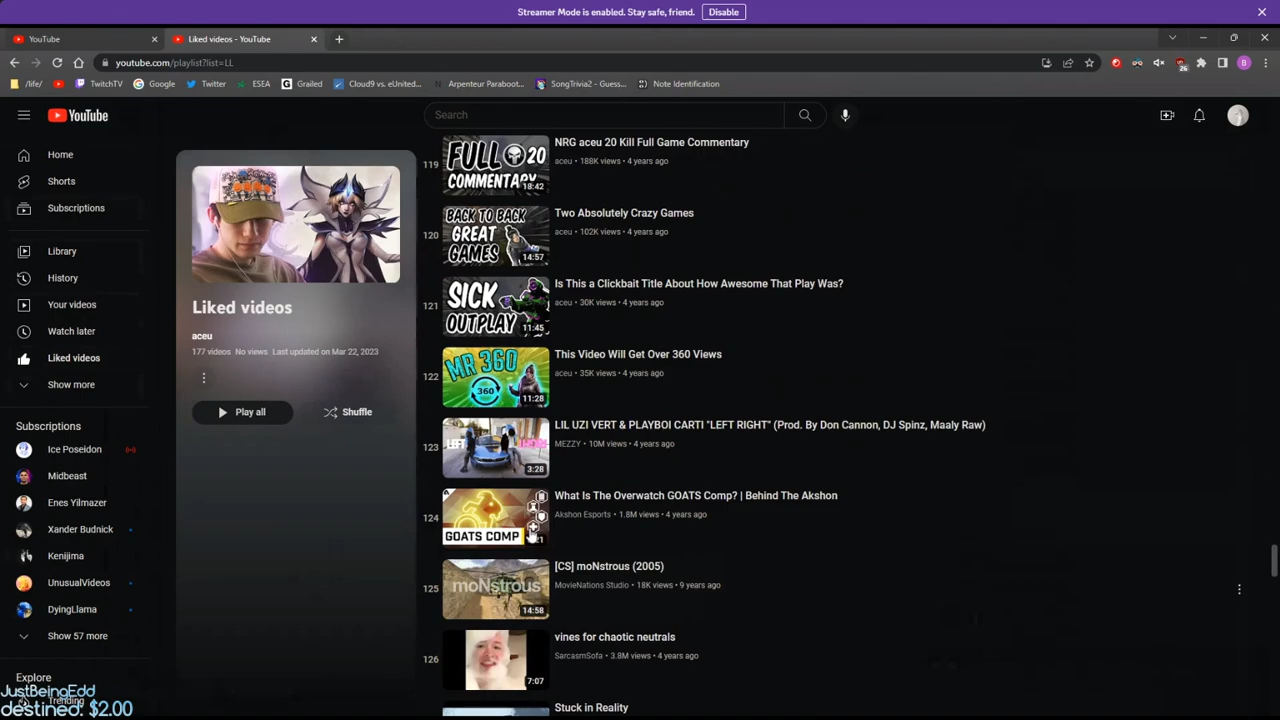 Streamer Mode is enabled. Stay safe, friend. Disable
YouTube
Liked videos - YouTube
youtube.com/playlist?list=LL
/life/
TwitchTV
Google
Twitter
ESEA
Grailed
Cloud9 vs. eUnited...
Arpenteur Paraboot...
SongTrivia2 - Guess...
Note Identification
26
B
YouTube
Search
Home
Shorts
Subscriptions
Library
History
Your videos
Watch later
Liked videos
Show more
Subscriptions
Ice Poseidon
Midbeast
Enes Yilmazer
Xander Budnick
Kenijima
UnusualVideos
DyingLlama
Show 57 more
Explore
Trending
JustBeingEdd
destined: $2.00
Liked videos
aceu
177 videos No views Last updated on Mar 22, 2023
Play all
Shuffle
119
FULL 20
COMMENTARY
18:42
NRG aceu 20 Kill Full Game Commentary
aceu • 188K views • 4 years ago
120
BACK TO BACK
GREAT
GAMES
14:57
Two Absolutely Crazy Games
aceu • 102K views • 4 years ago
121
SICK
OUTPLAY
11:45
Is This a Clickbait Title About How Awesome That Play Was?
aceu • 30K views • 4 years ago
122
MR 360
360
11:28
This Video Will Get Over 360 Views
aceu • 35K views • 4 years ago
123
LEFT
3:28
LIL UZI VERT & PLAYBOI CARTI "LEFT RIGHT" (Prod. By Don Cannon, DJ Spinz, Maaly Raw)
MEZZY • 10M views • 4 years ago
124
GOATS COMP
What Is The Overwatch GOATS Comp? | Behind The Akshon
Akshon Esports • 1.8M views • 4 years ago
125
moNstrous
14:58
[CS] moNstrous (2005)
MovieNations Studio • 18K views • 9 years ago
126
7:07
vines for chaotic neutrals
SarcasmSofa • 3.8M views • 4 years ago
Stuck in Reality